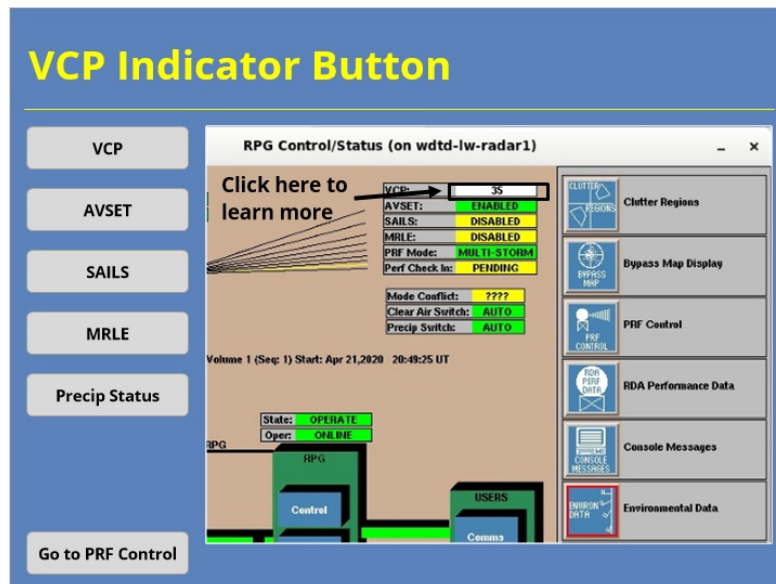 VCP Indicator Button
VCP
AVSET
SAILS
MRLE
Precip Status
Go to PRF Control
RPG Control/Status (on wdtd-lw-radar1)
Click here to
learn more
VCP: 35
AVSET: ENABLED
SAILS: DISABLED
MRLE: DISABLED
PRF Mode: MULTI-STORM
Perf Check In: PENDING
Mode Conflict: ????
Clear Air Switch: AUTO
Precip Switch: AUTO
Volume 1 (Seq: 1) Start: Apr 21,2020 20:49:25 UT
State: OPERATE
Oper: ONLINE
RPG
RPG
Control
USERS
Comms
CLUTTER
REGIONS
Clutter Regions
BYPASS
MAP
Bypass Map Display
PRF
CONTROL
PRF Control
RDA
PERF
DATA
RDA Performance Data
CONSOLE
MESSAGES
Console Messages
ENVIRON
DATA
Environmental Data